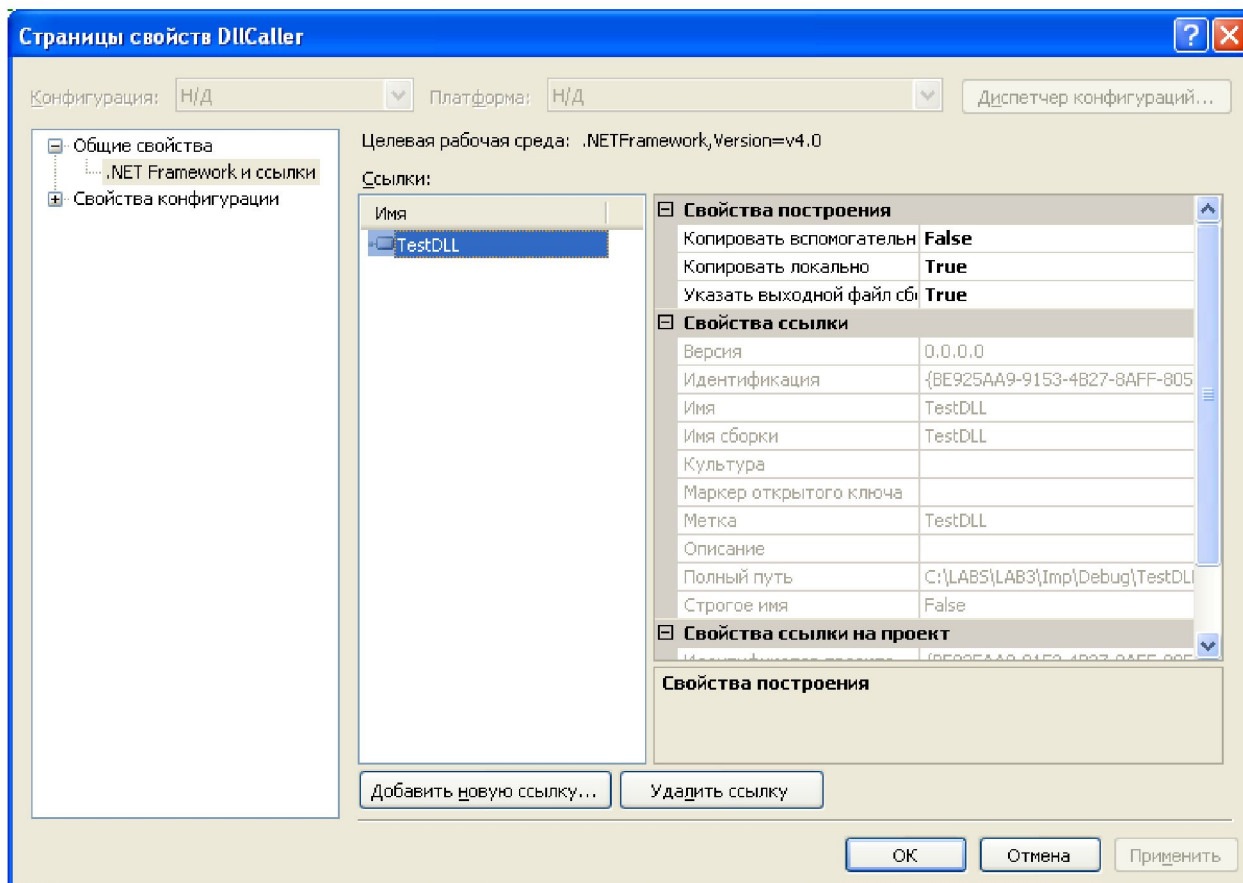 Страницы свойств DllCaller
Конфигурация: Н/Д Платформа: Н/Д Диспетчер конфигураций...
Общие свойства
.NET Framework и ссылки
Свойства конфигурации
Целевая рабочая среда: .NETFramework,Version=v4.0
Ссылки:
Имя
TestDLL
Свойства построения
Копировать вспомогательн False
Копировать локально True
Указать выходной файл сб True
Свойства ссылки
Версия 0.0.0.0
Идентификация {BE925AA9-9153-4B27-8AFF-805
Имя TestDLL
Имя сборки TestDLL
Культура
Маркер открытого ключа
Метка TestDLL
Описание
Полный путь C:\LABS\LAB3\Imp\Debug\TestDLL
Строгое имя False
Свойства ссылки на проект
Свойства построения
Добавить новую ссылку... Удалить ссылку
ОК Отмена Применить